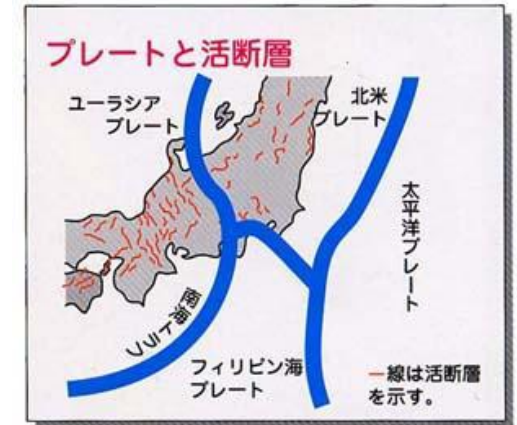 プレートと活断層
ユーラシア
プレート
北米
プレート
太平洋プレート
南海トラフ
フィリピン海
プレート
ー線は活断層
を示す。